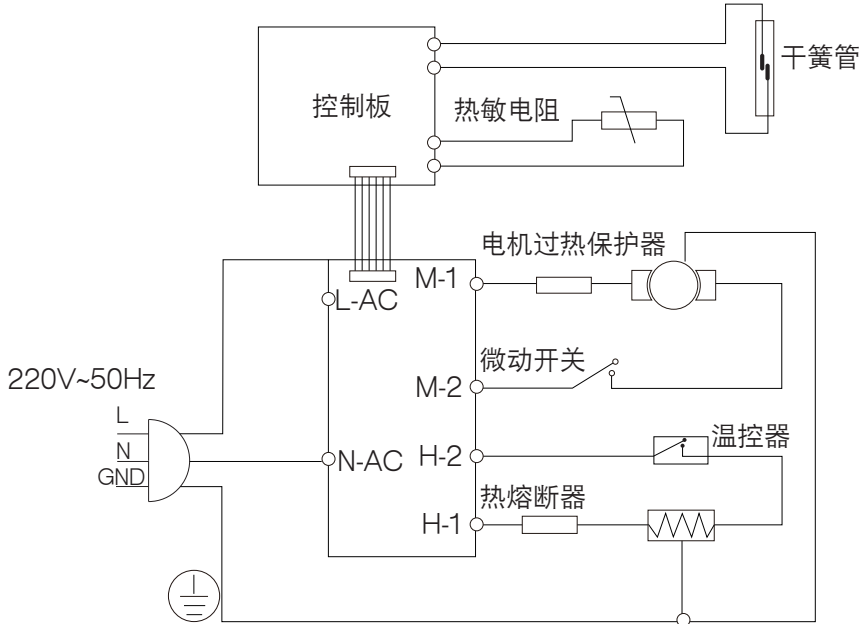 干簧管
控制板
热敏电阻
电机过热保护器
M-1
L-AC
微动开关
220V~50Hz
M-2
L
温控器
N
N-AC
H-2
GND
热熔断器
H-1